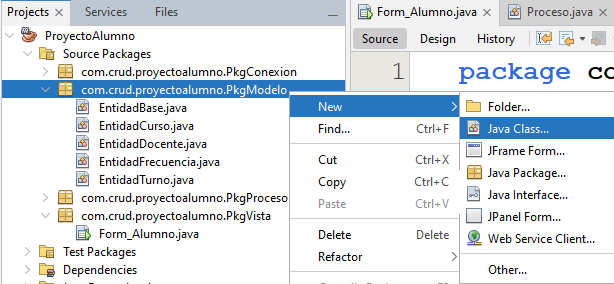 Projects × Services Files
ProyectoAlumno
Source Packages
com.crud.proyectoalumno.PkgConexion
com.crud.proyectoalumno.PkgModelo
EntidadBase.java
EntidadCurso.java
EntidadDocente.java
EntidadFrecuencia.java
EntidadTurno.java
com.crud.proyectoalumno.PkgProceso
com.crud.proyectoalumno.PkgVista
Form_Alumno.java
Test Packages
Dependencies
Form_Alumno.java × Proceso.java ×
Source Design History
1 package co
New
Find... Ctrl+F
Cut Ctrl+X
Copy Ctrl+C
Paste Ctrl+V
Delete Delete
Refactor
Folder...
Java Class...
JFrame Form...
Java Package...
Java Interface...
JPanel Form...
Web Service Client...
Other...